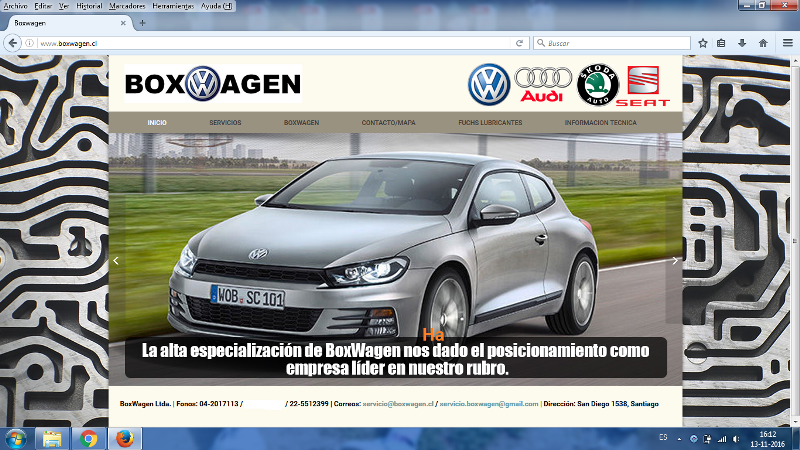 Archivo Editar Ver Historial Marcadores Herramientas Ayuda (H)
Boxwagen
www.boxwagen.cl
Buscar
BOXWAGEN
Audi
SKODA
AUTO
SEAT
INICIO SERVICIOS BOXWAGEN CONTACTO/MAPA FUCHS LUBRICANTES INFORMACION TECNICA
WOB SC 101
Ha
La alta especialización de BoxWagen nos dado el posicionamiento como
empresa líder en nuestro rubro.
BoxWagen Ltda. | Fonos: 04-2017113 / / 22-5512399 | Correos: servicio@boxwagen.cl / servicio.boxwagen@gmail.com | Dirección: San Diego 1538, Santiago
ES
16:12
13-11-2016